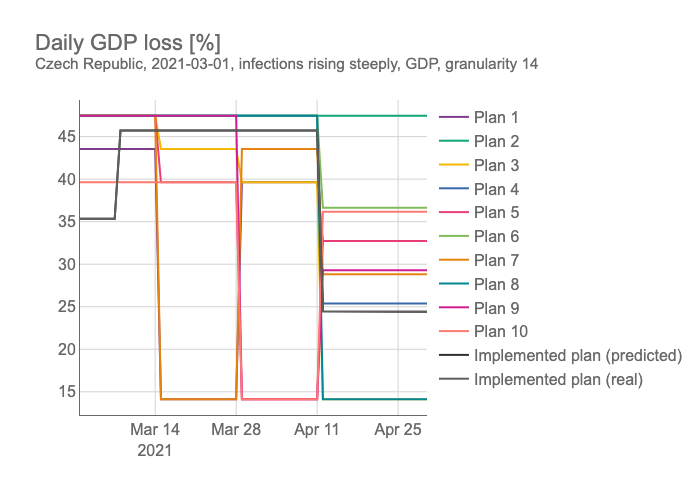 Daily GDP loss [%]
Czech Republic, 2021-03-01, infections rising steeply, GDP, granularity 14
45
40
35
30
25
20
15
Mar 14
2021
Mar 28
Apr 11
Apr 25
Plan 1
Plan 2
Plan 3
Plan 4
Plan 5
Plan 6
Plan 7
Plan 8
Plan 9
Plan 10
Implemented plan (predicted)
Implemented plan (real)